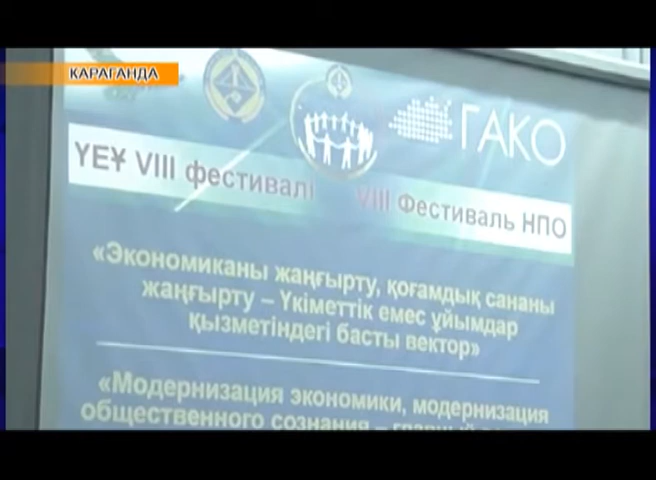 КАРАГАНДА
ГАКО
ҮЕҰ VIII фестивалі
VIII Фестиваль НПО
«Экономиканы жаңғырту, қоғамдық сананы
жаңғырту – Үкіметтік емес ұйымдар
қызметіндегі басты вектор»
«Модернизация экономики, модернизация
общественного сознания –